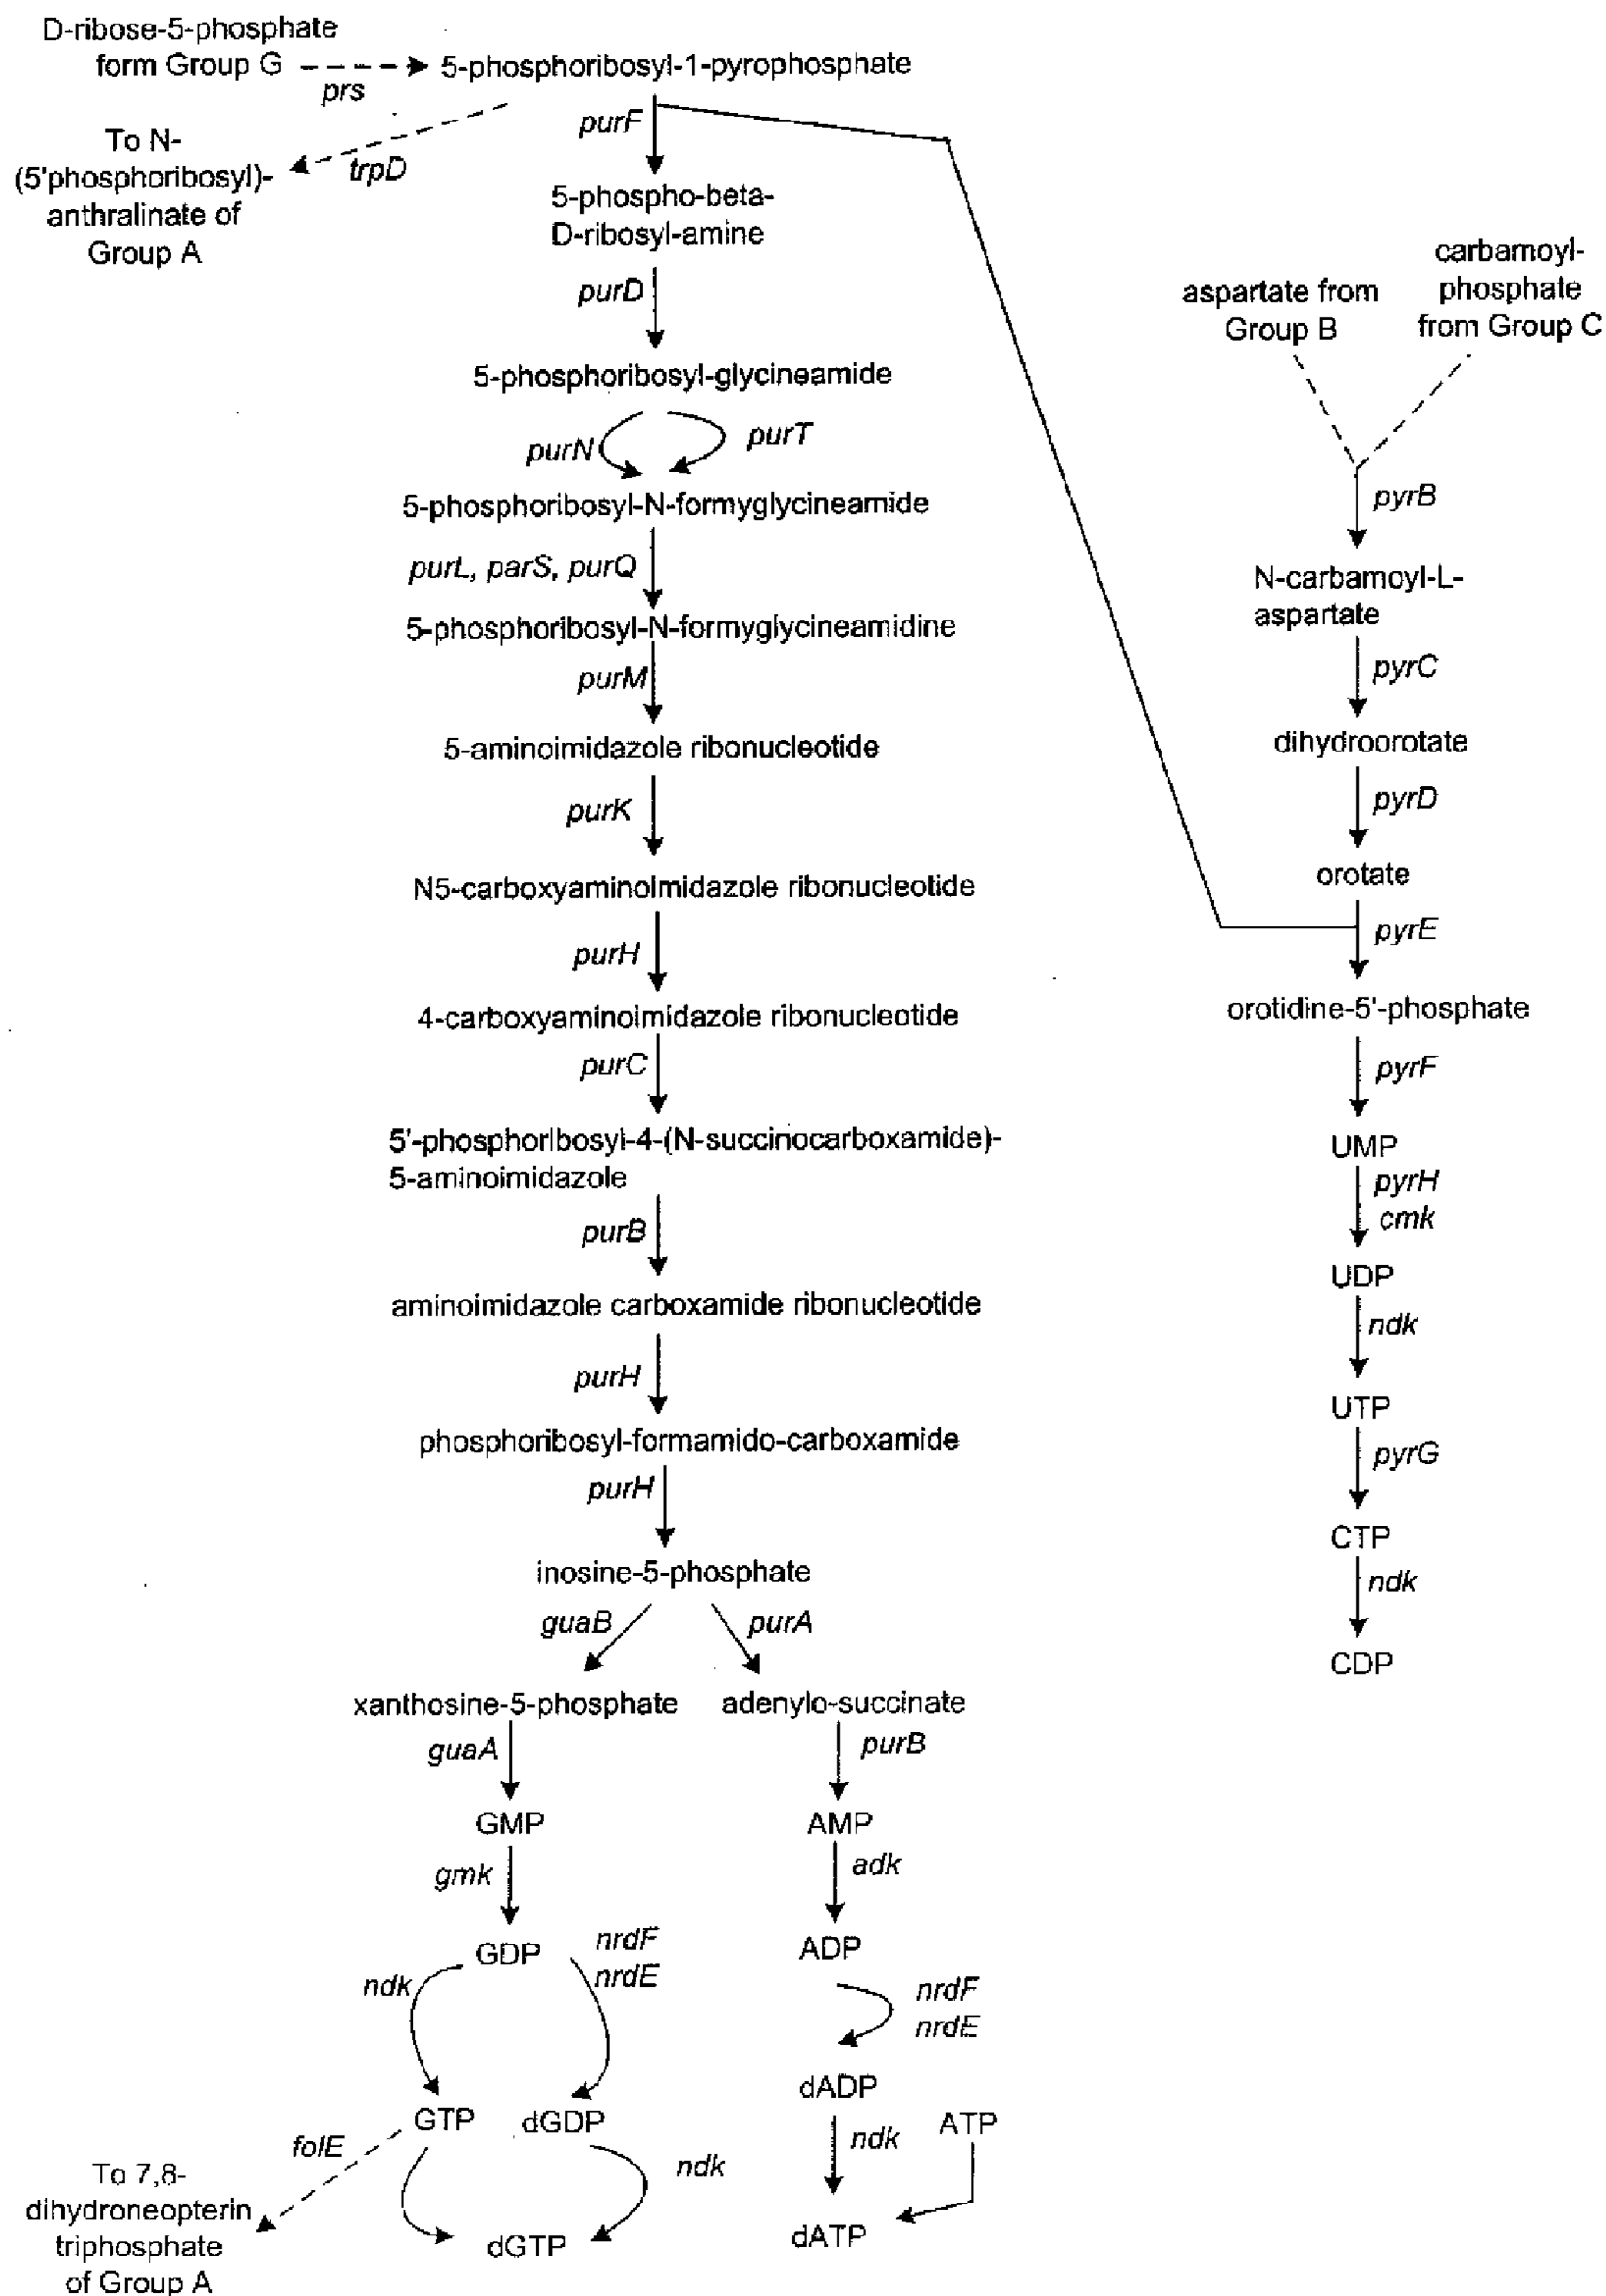 D-ribose-5-phosphate
form Group G
prs
5-phosphoribosyl-1-pyrophosphate
To N-
(5'phosphoribosyl)-
anthralinate of
Group A
trpD
purF
5-phospho-beta-
D-ribosyl-amine
purD
5-phosphoribosyl-glycineamide
purN
purT
5-phosphoribosyl-N-formyglycineamide
purL, parS, purQ
5-phosphoribosyl-N-formyglycineamidine
purM
5-aminoimidazole ribonucleotide
purK
N5-carboxyaminoimidazole ribonucleotide
purH
4-carboxyaminoimidazole ribonucleotide
purC
5'-phosphoribosyl-4-(N-succinocarboxamide)-
5-aminoimidazole
purB
aminoimidazole carboxamide ribonucleotide
purH
phosphoribosyl-formamido-carboxamide
purH
inosine-5-phosphate
guaB
purA
xanthosine-5-phosphate
adenylo-succinate
guaA
purB
GMP
AMP
gmk
adk
GDP
ADP
ndk
nrdF
nrdE
nrdF
nrdE
dADP
GTP
dGDP
ATP
folE
ndk
ndk
To 7,8-
dihydroneopterin
triphosphate
of Group A
dGTP
dATP
aspartate from
Group B
carbamoyl-
phosphate
from Group C
pyrB
N-carbamoyl-L-
aspartate
pyrC
dihydroorotate
pyrD
orotate
pyrE
orotidine-5'-phosphate
pyrF
UMP
pyrH
cmk
UDP
ndk
UTP
pyrG
CTP
ndk
CDP